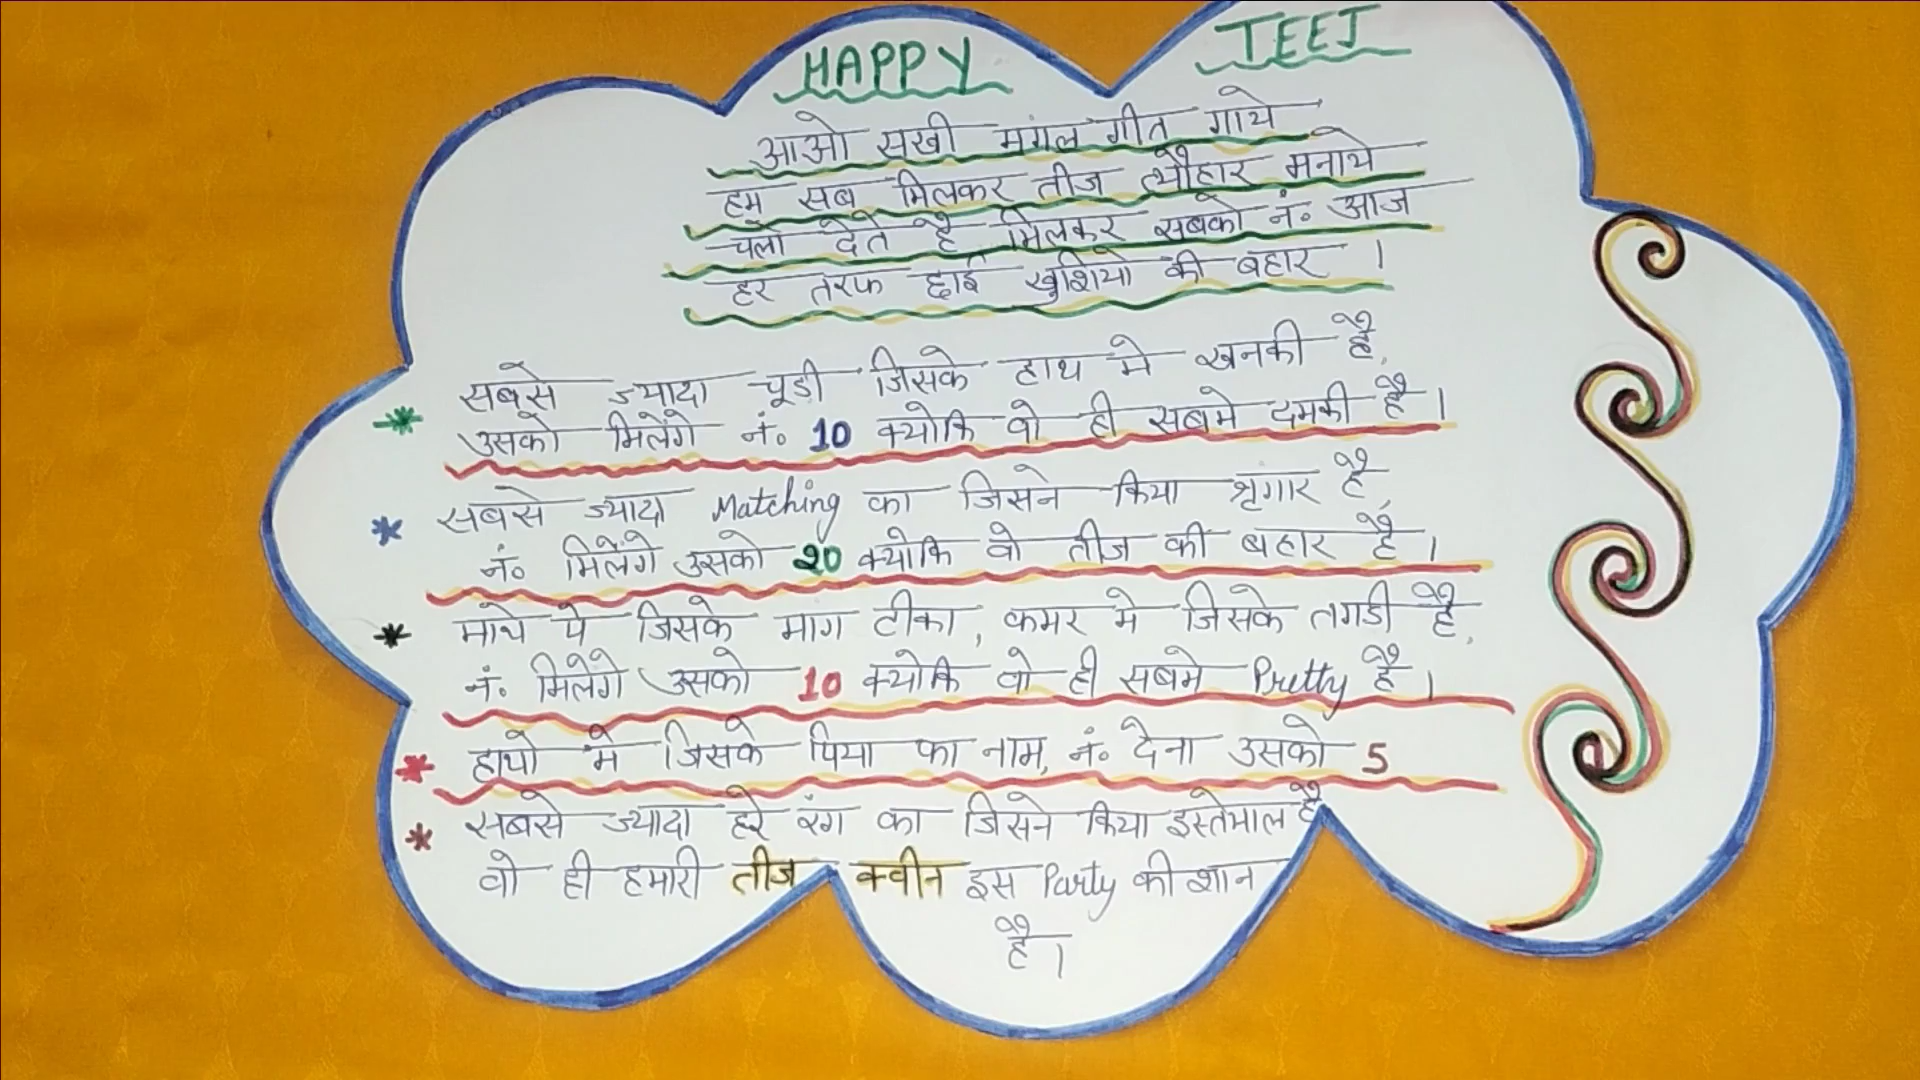 HAPPY TEEJ
आओ सखी मंगल गीत गाये
हम सब मिलकर तीज त्यौहार मनाये
चलो देते है मिलकर सबको नं. आज
हर तरफ छाई खुशियो की बहार ।
सबसे ज्यादा चूडी जिसके हाथ मे खनकी है,
उसको मिलेंगे नं. 10 क्योकि वो ही सबमे दमकी है ।
सबसे ज्यादा Matching का जिसने किया श्रृंगार है,
नं. मिलेंगे उसको 20 क्योकि वो तीज की बहार है ।
माथे पे जिसके माग टीका, कमर मे जिसके तगडी है,
नं. मिलेंगे उसको 10 क्योकि वो ही सबमे Pretty है ।
हाथो मे जिसके पिया का नाम, नं. देना उसको 5
सबसे ज्यादा हरे रंग का जिसने किया इस्तेमाल है
वो ही हमारी तीज क्वीन इस Party की शान
है ।